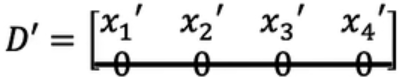 D′ = [x₁′ x₂′ x₃′ x₄′]
0 0 0 0